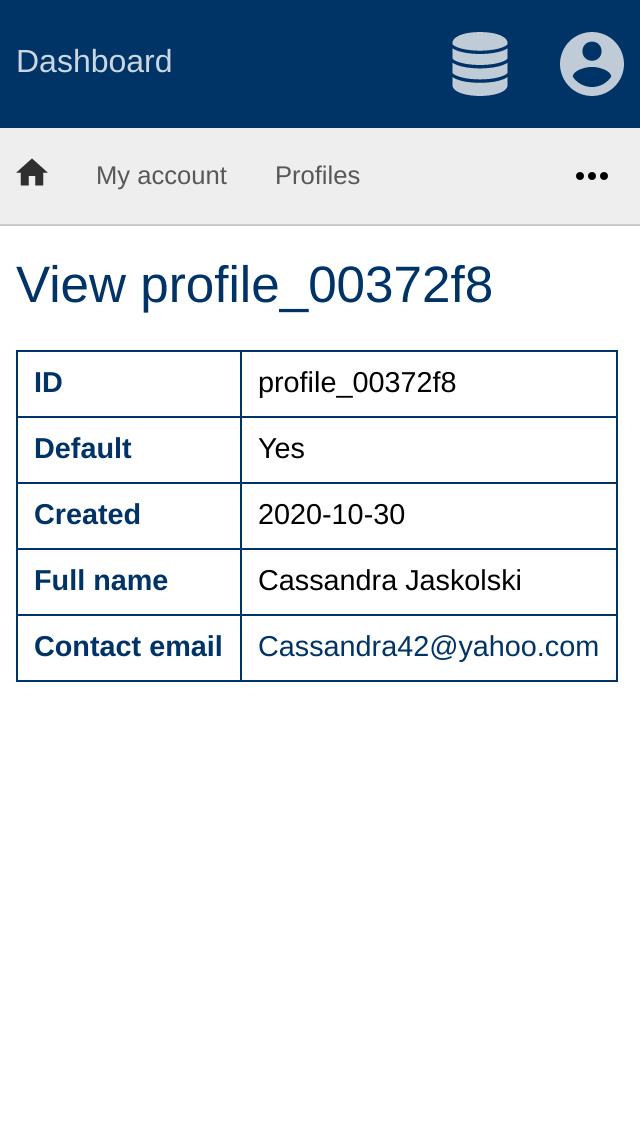 Dashboard
My account Profiles
View profile_00372f8
ID profile_00372f8
Default Yes
Created 2020-10-30
Full name Cassandra Jaskolski
Contact email Cassandra42@yahoo.com